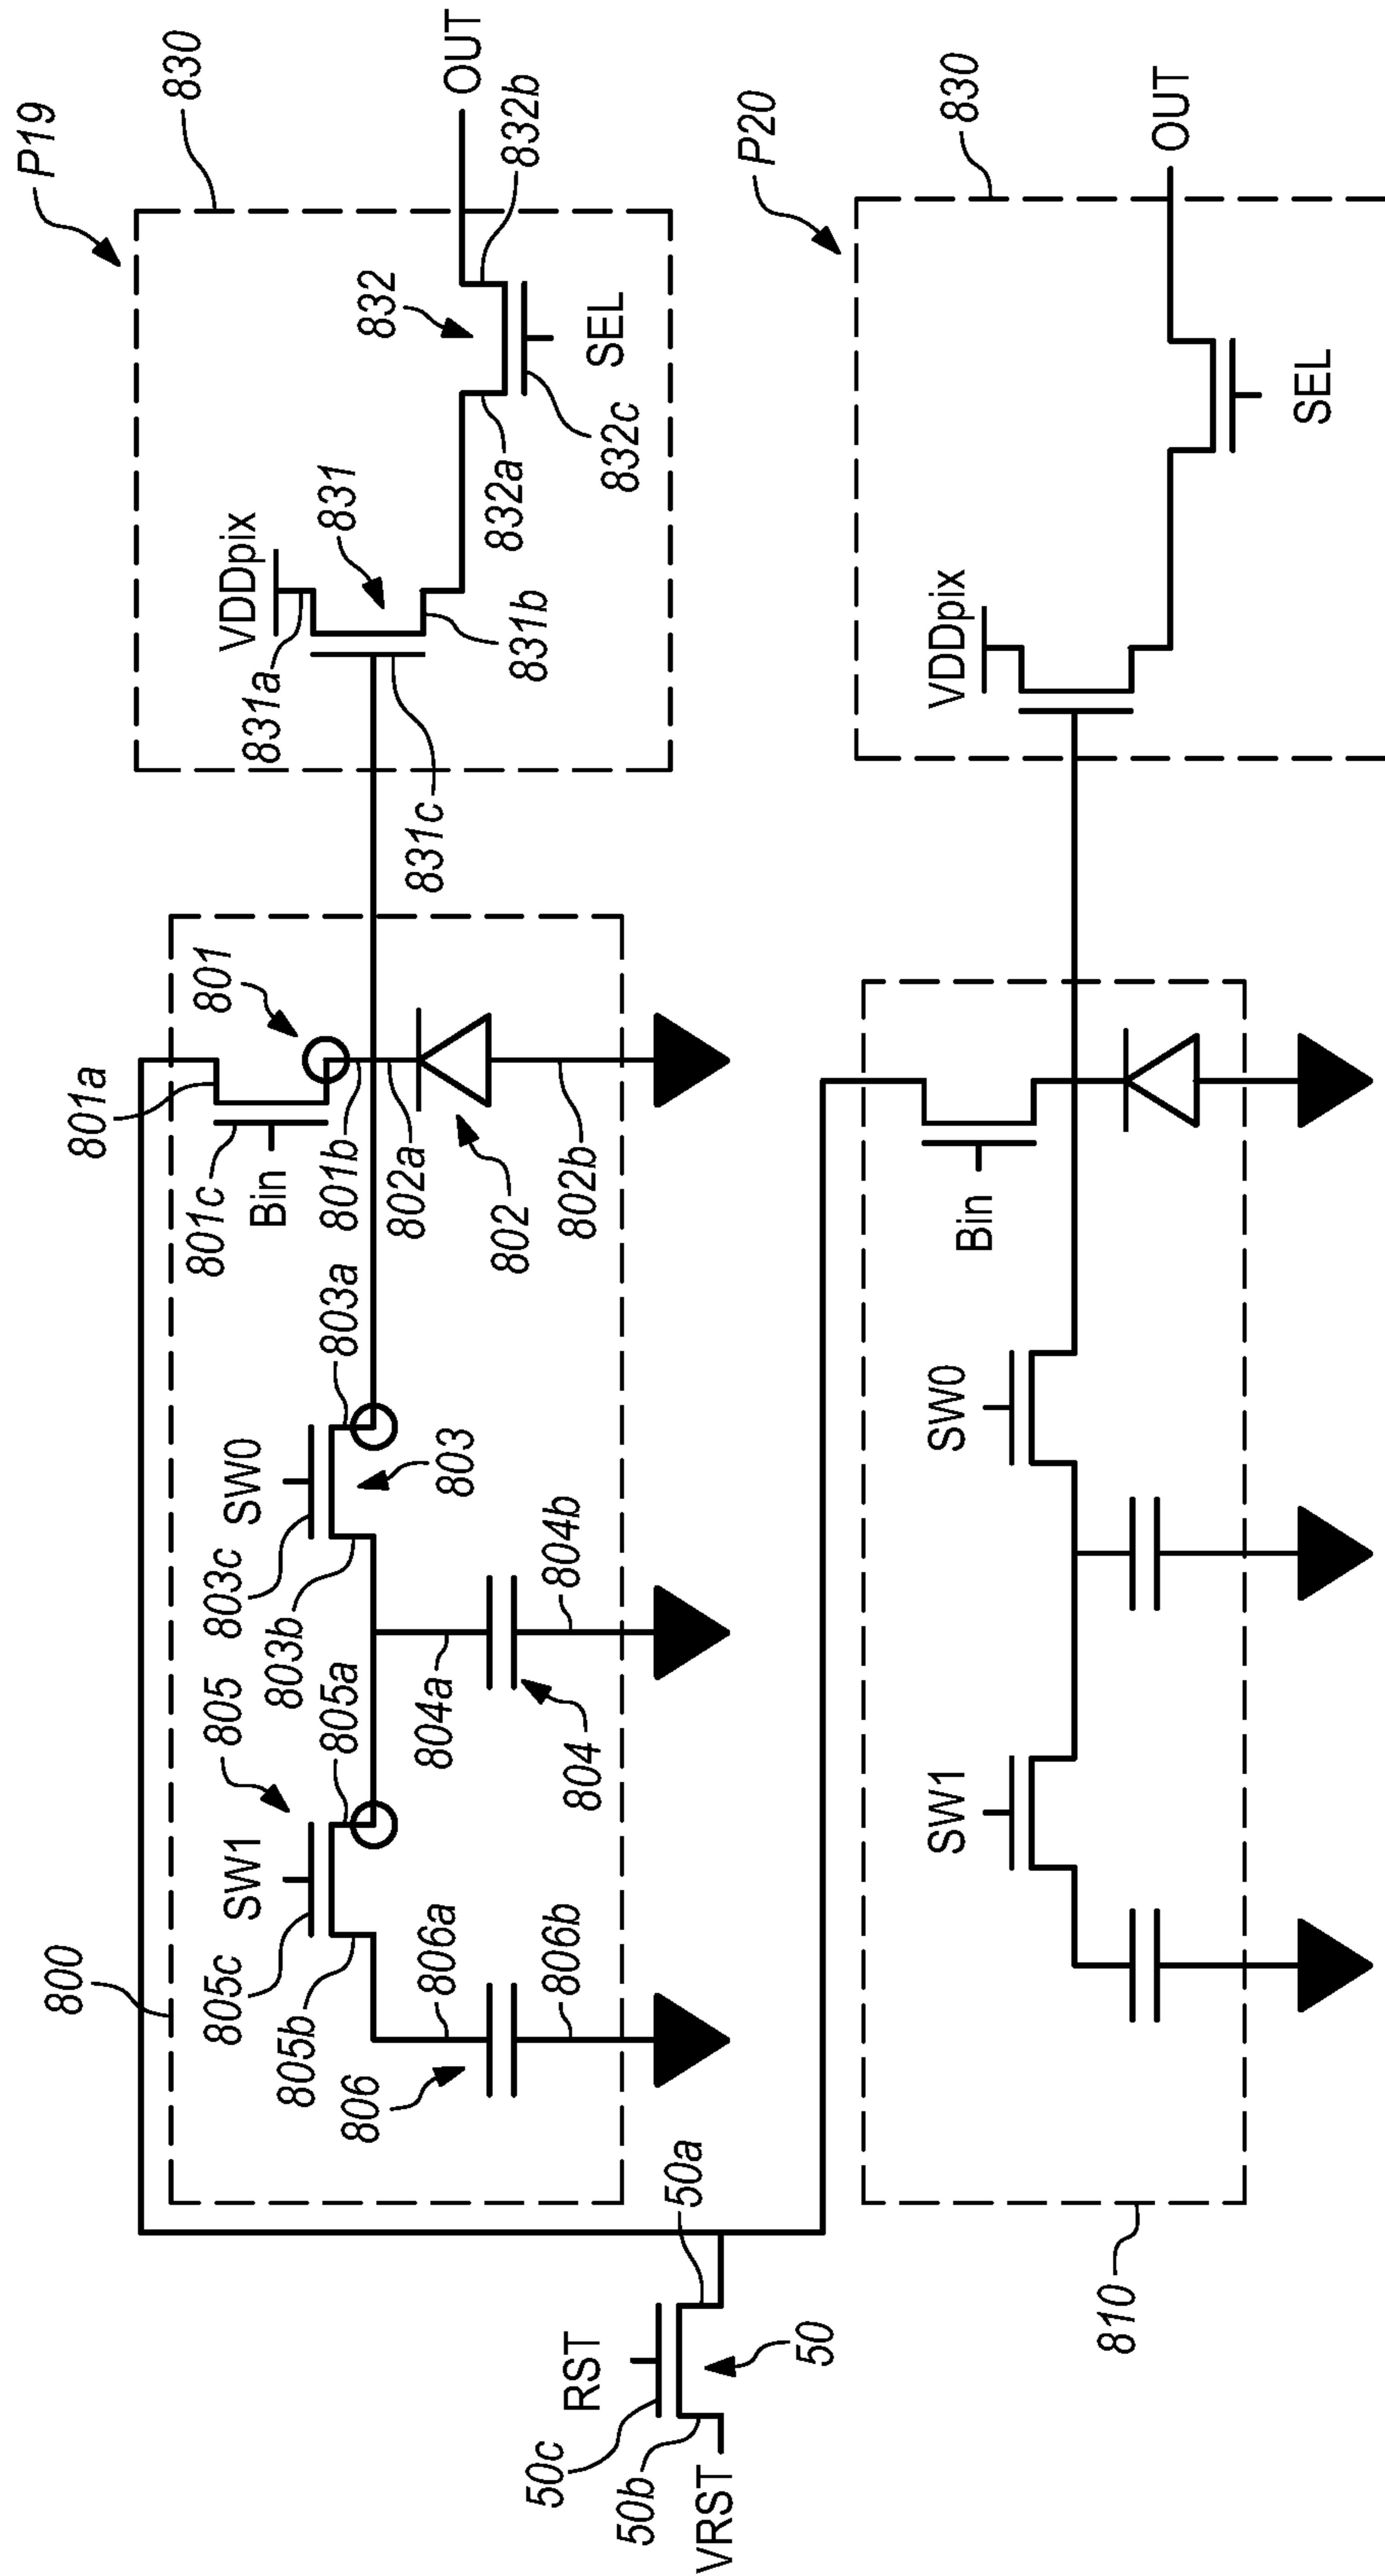 P19
830
OUT
832b
832
SEL
832c
832a
VDDpix
831
831a
831b
831c
801
801a
801c
Bin
801b
802a
802
802b
803a
SW0
803
803c
803b
804b
804a
804
805
805a
SW1
805c
805b
806a
806b
806
800
50a
RST
50
50c
50b
VRST
P20
830
OUT
SEL
VDDpix
Bin
SW0
SW1
810